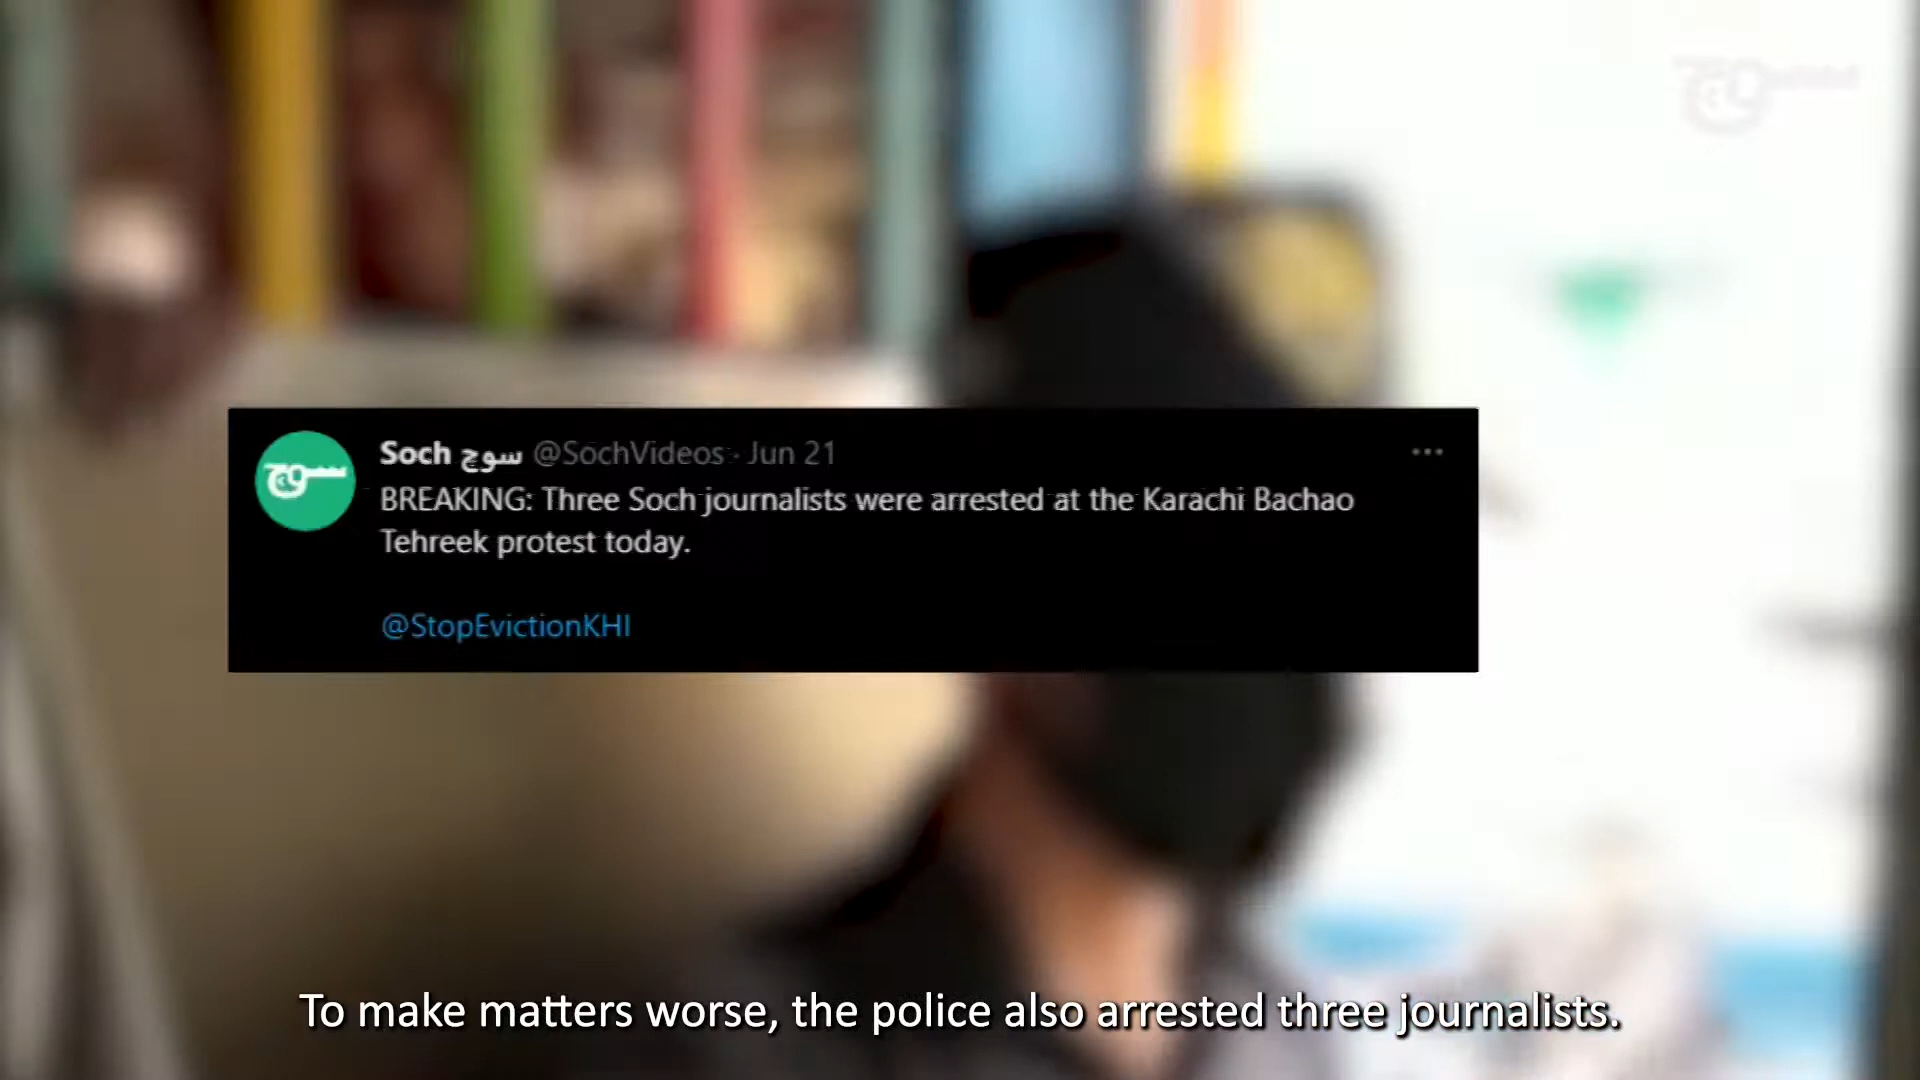 سوچ
Soch سوچ @SochVideos · Jun 21
BREAKING: Three Soch journalists were arrested at the Karachi Bachao
Tehreek protest today.
@StopEvictionKHI
To make matters worse, the police also arrested three journalists.